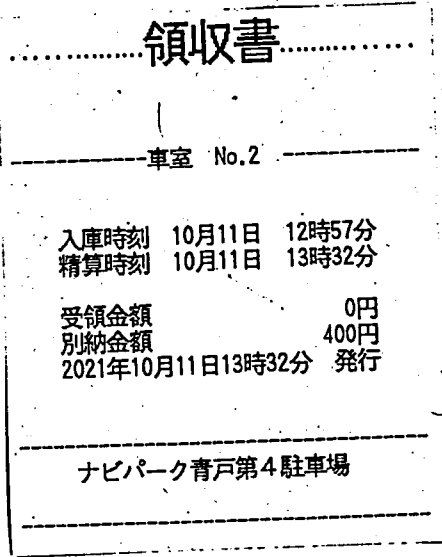 領収書
車室 No.2
入庫時刻 10月11日 12時57分
精算時刻 10月11日 13時32分
受領金額 0円
別納金額 400円
2021年10月11日13時32分 発行
ナビパーク青戸第4駐車場